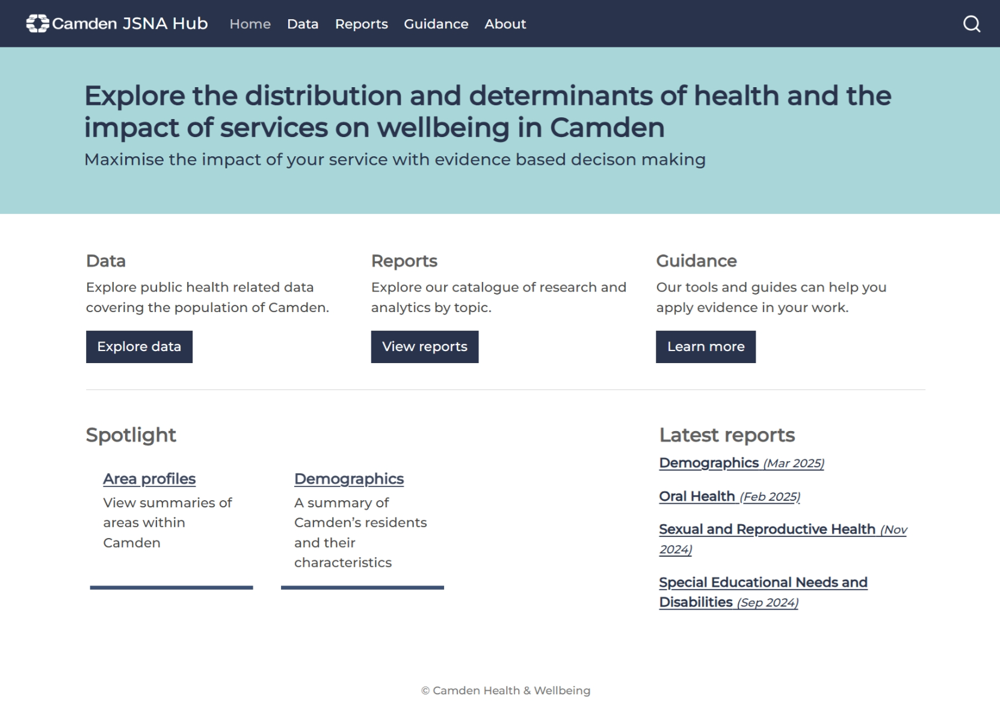 Camden JSNA Hub Home Data Reports Guidance About
Explore the distribution and determinants of health and the
impact of services on wellbeing in Camden
Maximise the impact of your service with evidence based decison making
Data
Explore public health related data
covering the population of Camden.
Explore data
Reports
Explore our catalogue of research and
analytics by topic.
View reports
Guidance
Our tools and guides can help you
apply evidence in your work.
Learn more
Spotlight
Area profiles
View summaries of
areas within
Camden
Demographics
A summary of
Camden’s residents
and their
characteristics
Latest reports
Demographics (Mar 2025)
Oral Health (Feb 2025)
Sexual and Reproductive Health (Nov
2024)
Special Educational Needs and
Disabilities (Sep 2024)
© Camden Health & Wellbeing